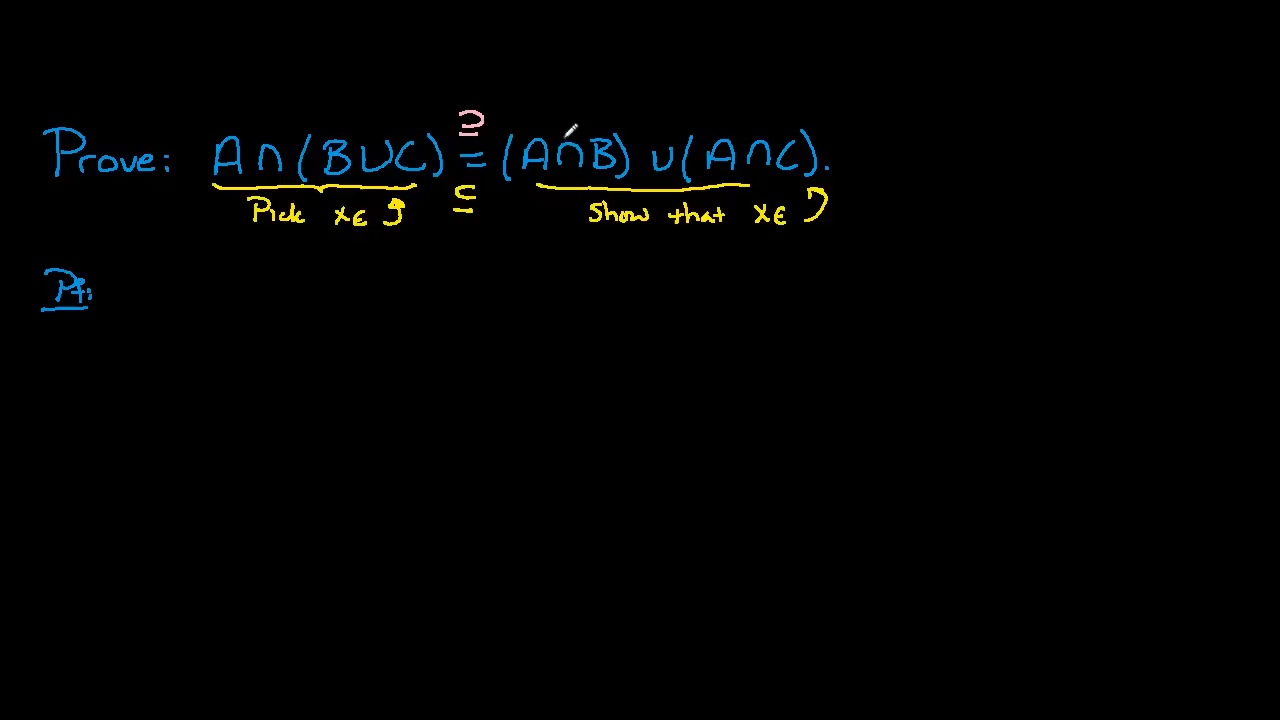 ⊇
Prove: A∩(B∪C) = (A∩B) ∪ (A∩C).
⊆
Pick x∈ Show that x∈
Pf: